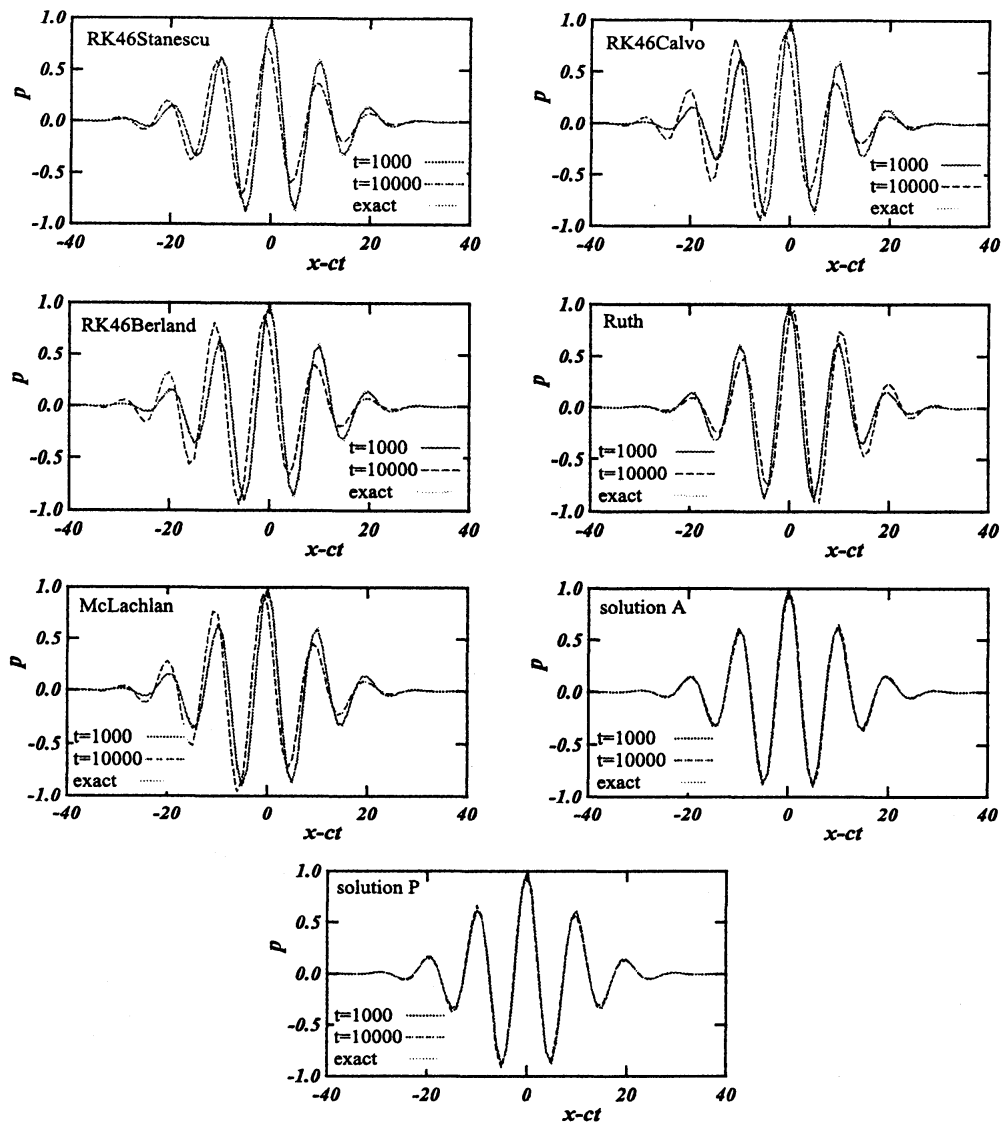 RK46Stanescu
1.0
0.5
0.0
-0.5
-1.0
p
t=1000
t=10000
exact
-40
-20
0
20
40
x-ct
RK46Calvo
1.0
0.5
0.0
-0.5
-1.0
p
t=1000
t=10000
exact
-40
-20
0
20
40
x-ct
RK46Berland
1.0
0.5
0.0
-0.5
-1.0
p
t=1000
t=10000
exact
-40
-20
0
20
40
x-ct
Ruth
1.0
0.5
0.0
-0.5
-1.0
p
t=1000
t=10000
exact
-40
-20
0
20
40
x-ct
McLachlan
1.0
0.5
0.0
-0.5
-1.0
p
t=1000
t=10000
exact
-40
-20
0
20
40
x-ct
solution A
1.0
0.5
0.0
-0.5
-1.0
p
t=1000
t=10000
exact
-40
-20
0
20
40
x-ct
solution P
1.0
0.5
0.0
-0.5
-1.0
p
t=1000
t=10000
exact
-40
-20
0
20
40
x-ct